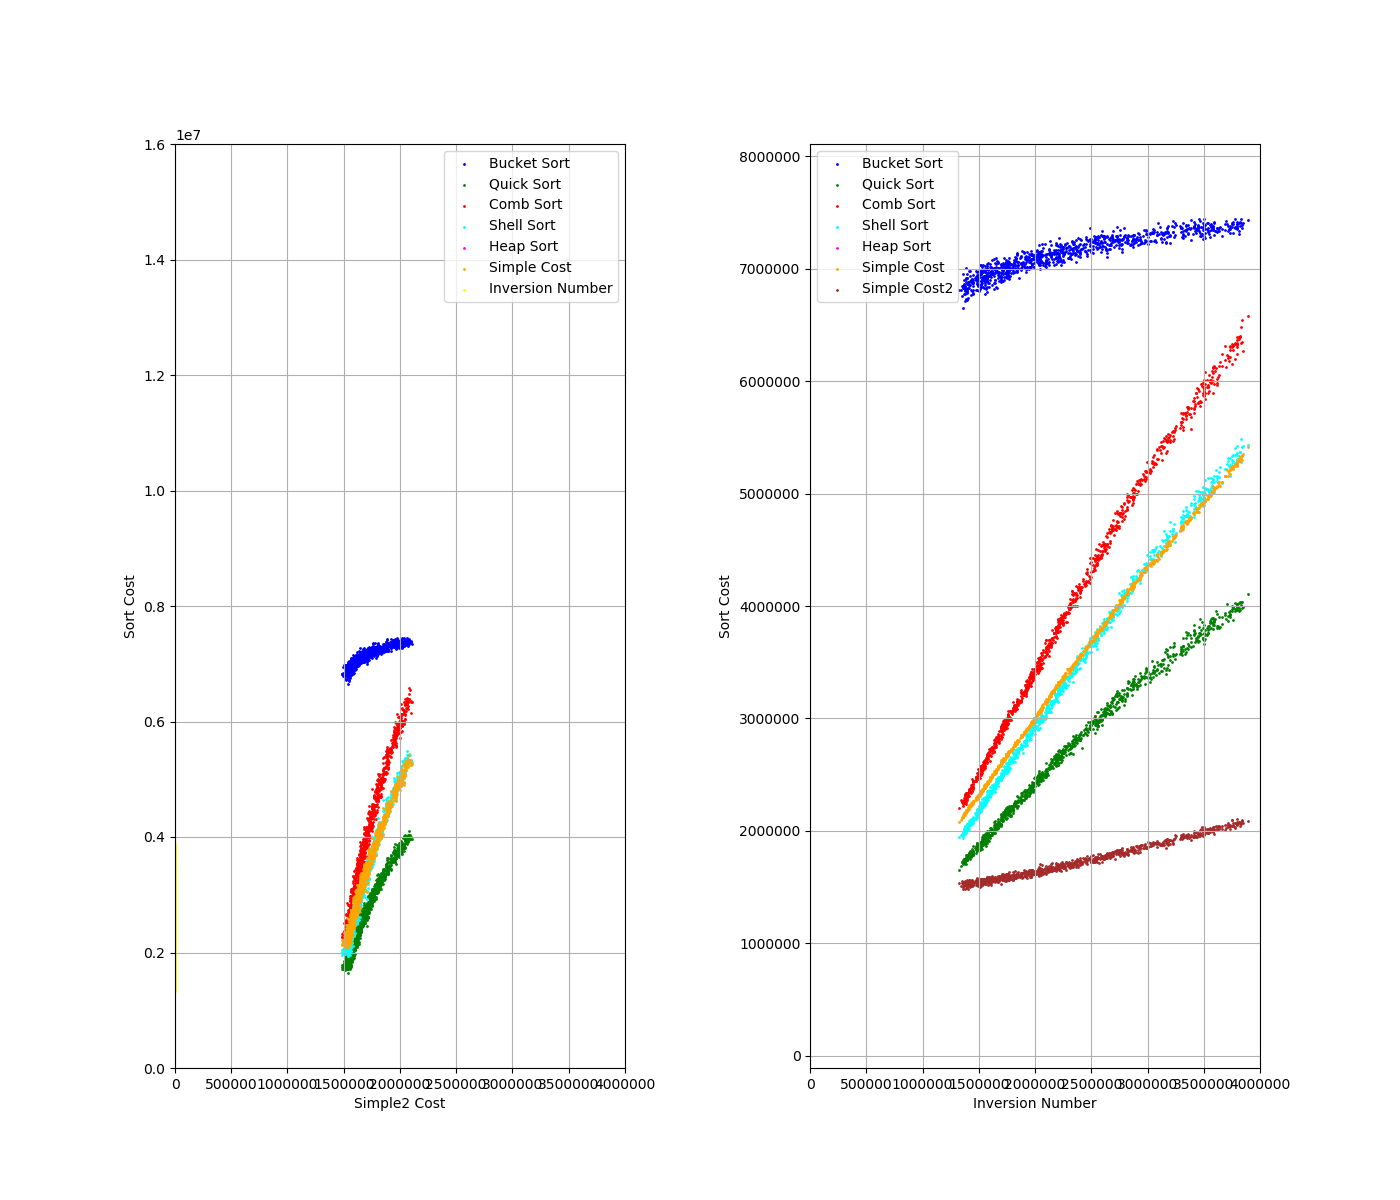 1e7
1.6
1.4
1.2
1.0
0.8
0.6
0.4
0.2
0.0
Sort Cost
Bucket Sort
Quick Sort
Comb Sort
Shell Sort
Heap Sort
Simple Cost
Inversion Number
0 500000 1000000 1500000 2000000 2500000 3000000 3500000 4000000
Simple2 Cost
8000000
7000000
6000000
5000000
4000000
3000000
2000000
1000000
0
Sort Cost
Bucket Sort
Quick Sort
Comb Sort
Shell Sort
Heap Sort
Simple Cost
Simple Cost2
0 500000 1000000 1500000 2000000 2500000 3000000 3500000 4000000
Inversion Number